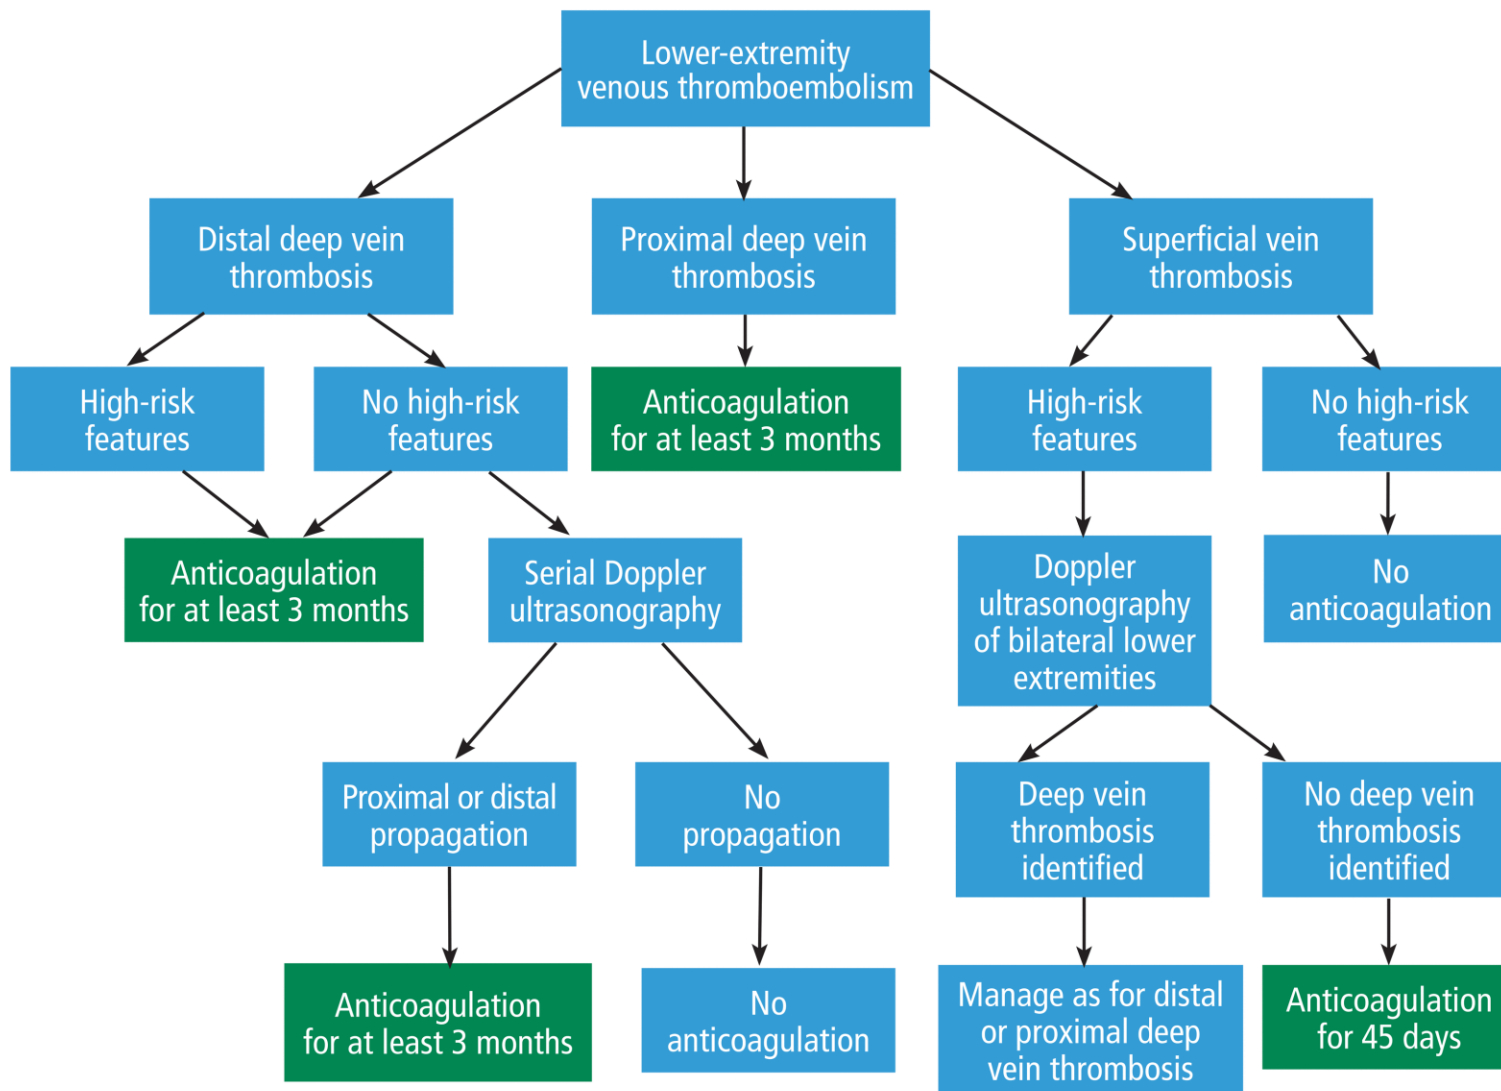 Lower-extremity
venous thromboembolism
Distal deep vein
thrombosis
Proximal deep vein
thrombosis
Superficial vein
thrombosis
High-risk
features
No high-risk
features
Anticoagulation
for at least 3 months
High-risk
features
No high-risk
features
Anticoagulation
for at least 3 months
Serial Doppler
ultrasonography
Doppler
ultrasonography
of bilateral lower
extremities
No
anticoagulation
Proximal or distal
propagation
No
propagation
Deep vein
thrombosis
identified
No deep vein
thrombosis
identified
Anticoagulation
for at least 3 months
No
anticoagulation
Manage as for distal
or proximal deep
vein thrombosis
Anticoagulation
for 45 days